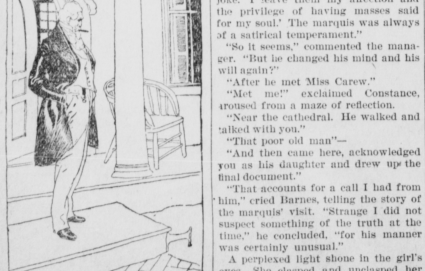 joke. I leave them my affection and
the privilege of having masses said
for my soul.' The marquis was always
of a satirical temperament."
"So it seems," commented the mana-
ger. "But he changed his mind and his
will again?"
"After he met Miss Carew."
"Met me!" exclaimed Constance,
aroused from a maze of reflection.
"Near the cathedral. He walked and
talked with you."
"That poor old man"—
"And then came here, acknowledged
you as his daughter and drew up the
final document."
"That accounts for a call I had from
him," cried Barnes, telling the story of
the marquis' visit. "Strange I did not
suspect something of the truth at the
time," he concluded, "for his manner
was certainly unusual."
A perplexed light shone in the girl's
eyes. She clasped and unclasped her